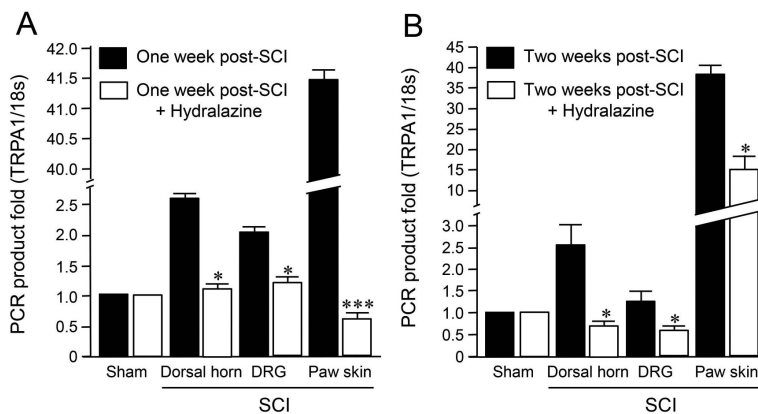 A
PCR product fold (TRPA1/18s)
42.0
41.5
41.0
40.5
40.0
2.5
2.0
1.5
1.0
0.5
0
One week post-SCI
One week post-SCI
+ Hydralazine
*
*
***
Sham
Dorsal horn
DRG
Paw skin
SCI
B
PCR product fold (TRPA1/18s)
45
40
35
30
25
20
15
10
3.0
2.5
2.0
1.5
1.0
0.5
0
Two weeks post-SCI
Two weeks post-SCI
+ Hydralazine
*
*
*
Sham
Dorsal horn
DRG
Paw skin
SCI